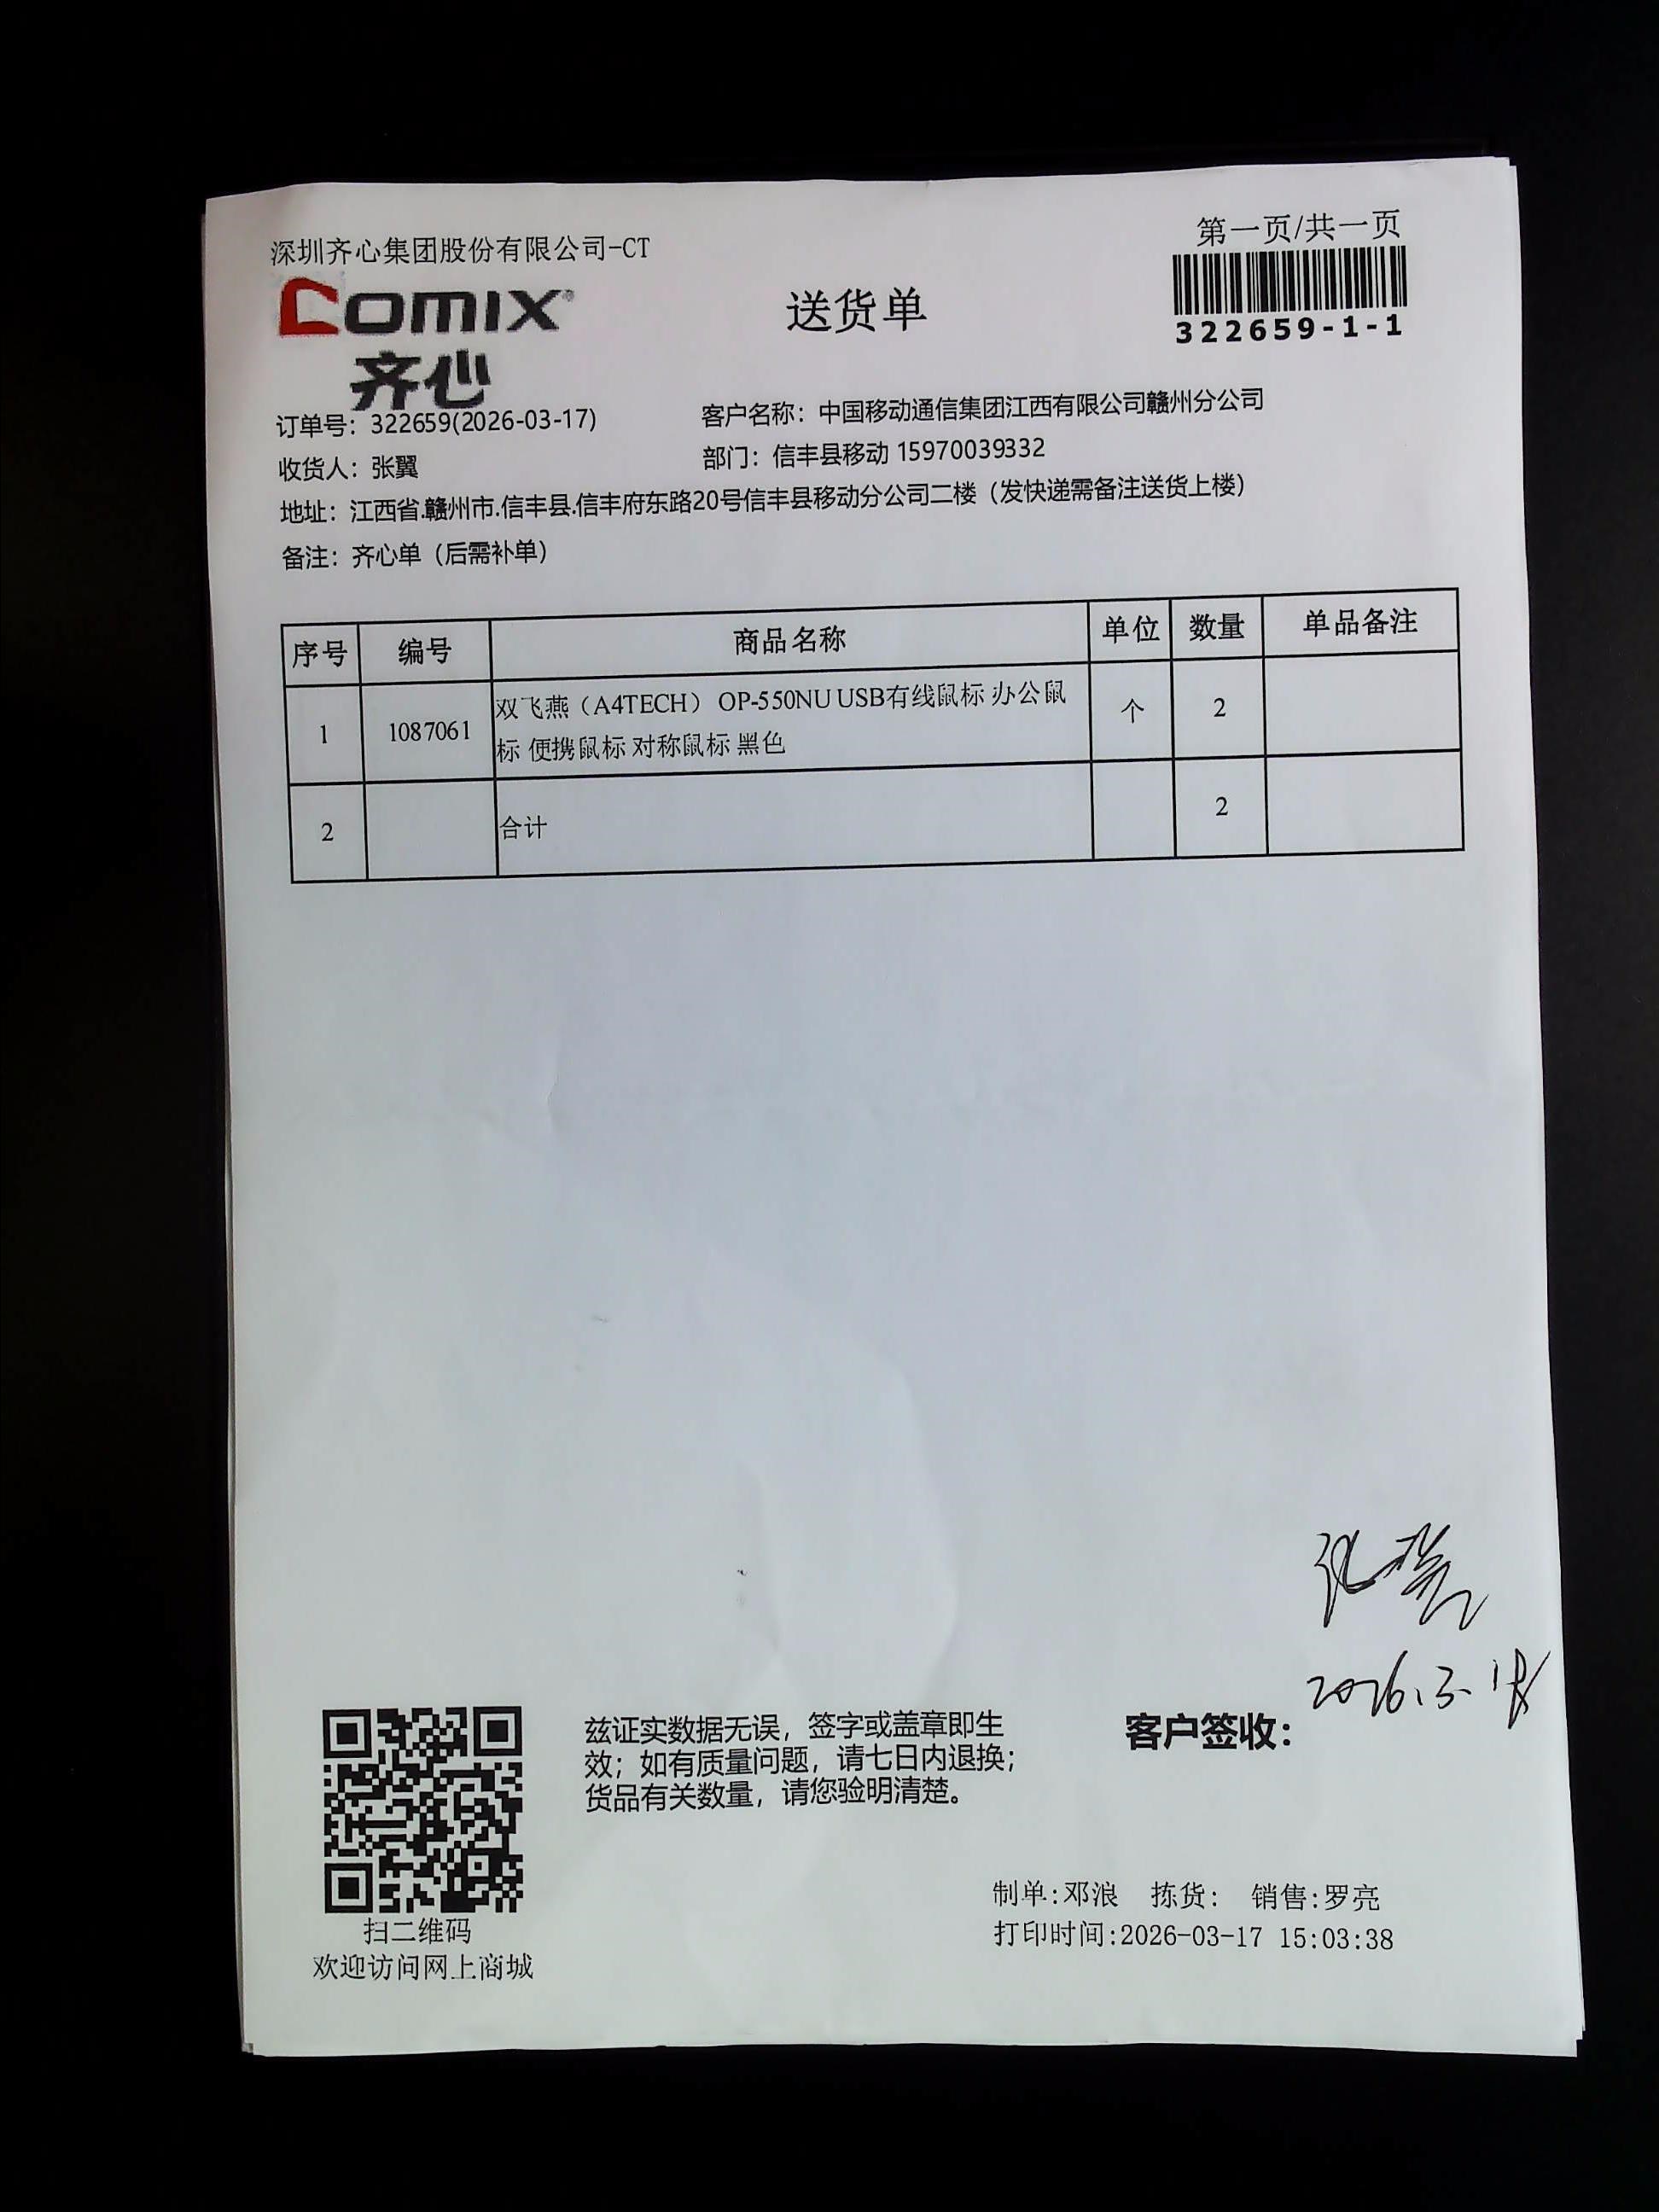 深圳齐心集团股份有限公司-CT
第一页/共一页
comix
齐心
送货单
322659-1-1
订单号：322659(2026-03-17)
客户名称：中国移动通信集团江西有限公司赣州分公司
收货人：张翼
部门：信丰县移动 15970039332
地址：江西省.赣州市.信丰县.信丰府东路20号信丰县移动分公司二楼（发快递需备注送货上楼）
备注：齐心单（后需补单）
序号 编号 商品名称 单位 数量 单品备注
1 1087061 双飞燕（A4TECH） OP-550NU USB有线鼠标 办公鼠 个 2
标 便携鼠标 对称鼠标 黑色
2 合计 2
2026.3.18
客户签收：
兹证实数据无误，签字或盖章即生
效；如有质量问题，请七日内退换；
货品有关数量，请您验明清楚。
扫二维码
欢迎访问网上商城
制单:邓浪 拣货: 销售:罗亮
打印时间:2026-03-17 15:03:38